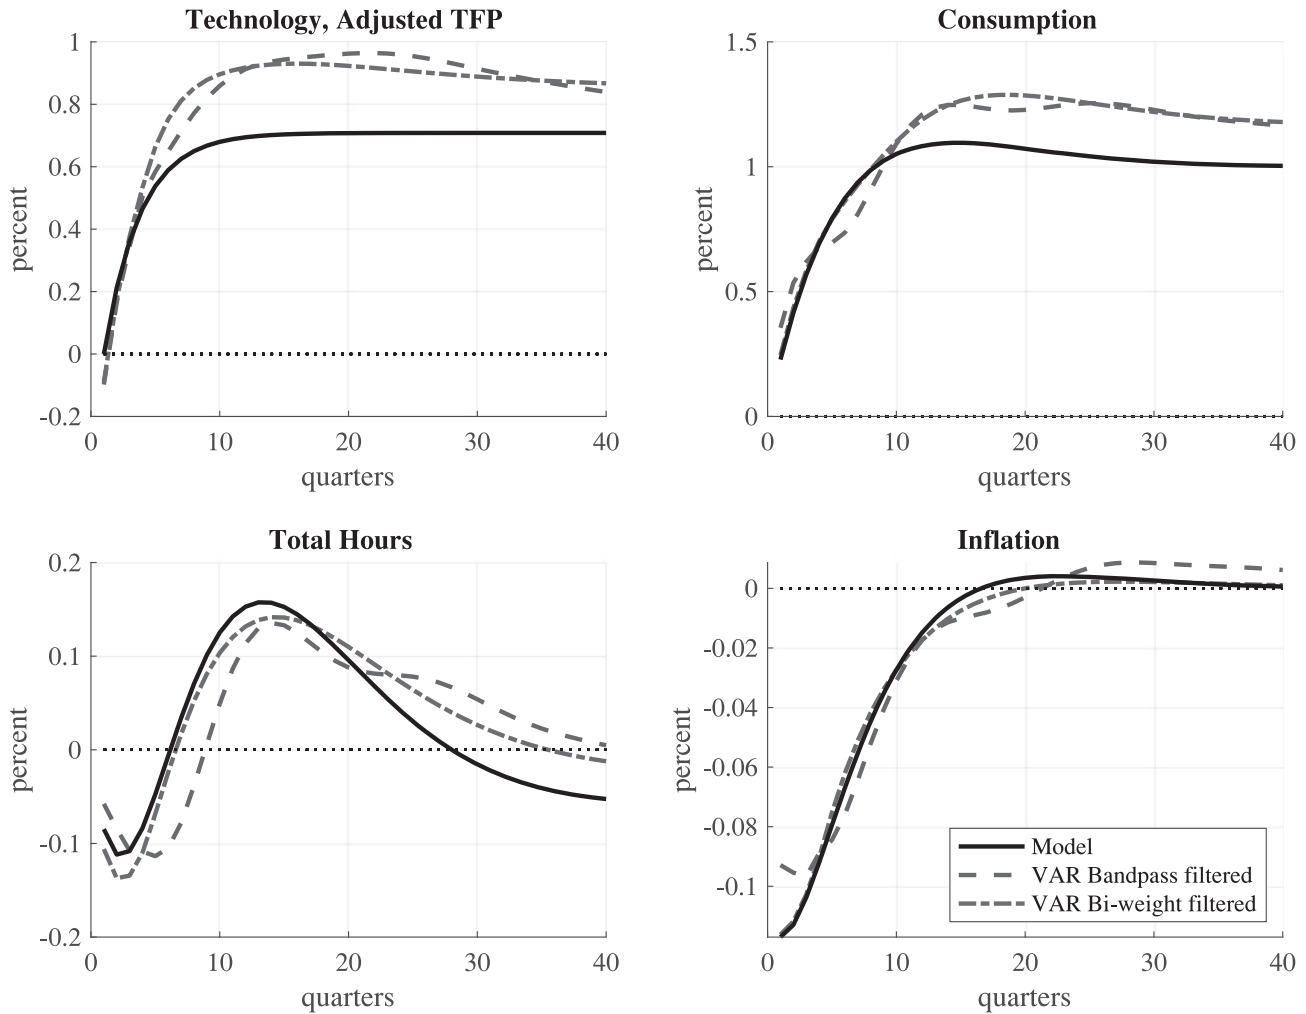 Technology, Adjusted TFP
1
0.8
0.6
0.4
0.2
0
-0.2
percent
0 10 20 30 40
quarters
Consumption
1.5
1
0.5
0
percent
0 10 20 30 40
quarters
Total Hours
0.2
0.1
0
-0.1
-0.2
percent
0 10 20 30 40
quarters
Inflation
0
-0.02
-0.04
-0.06
-0.08
-0.1
percent
Model
VAR Bandpass filtered
VAR Bi-weight filtered
0 10 20 30 40
quarters